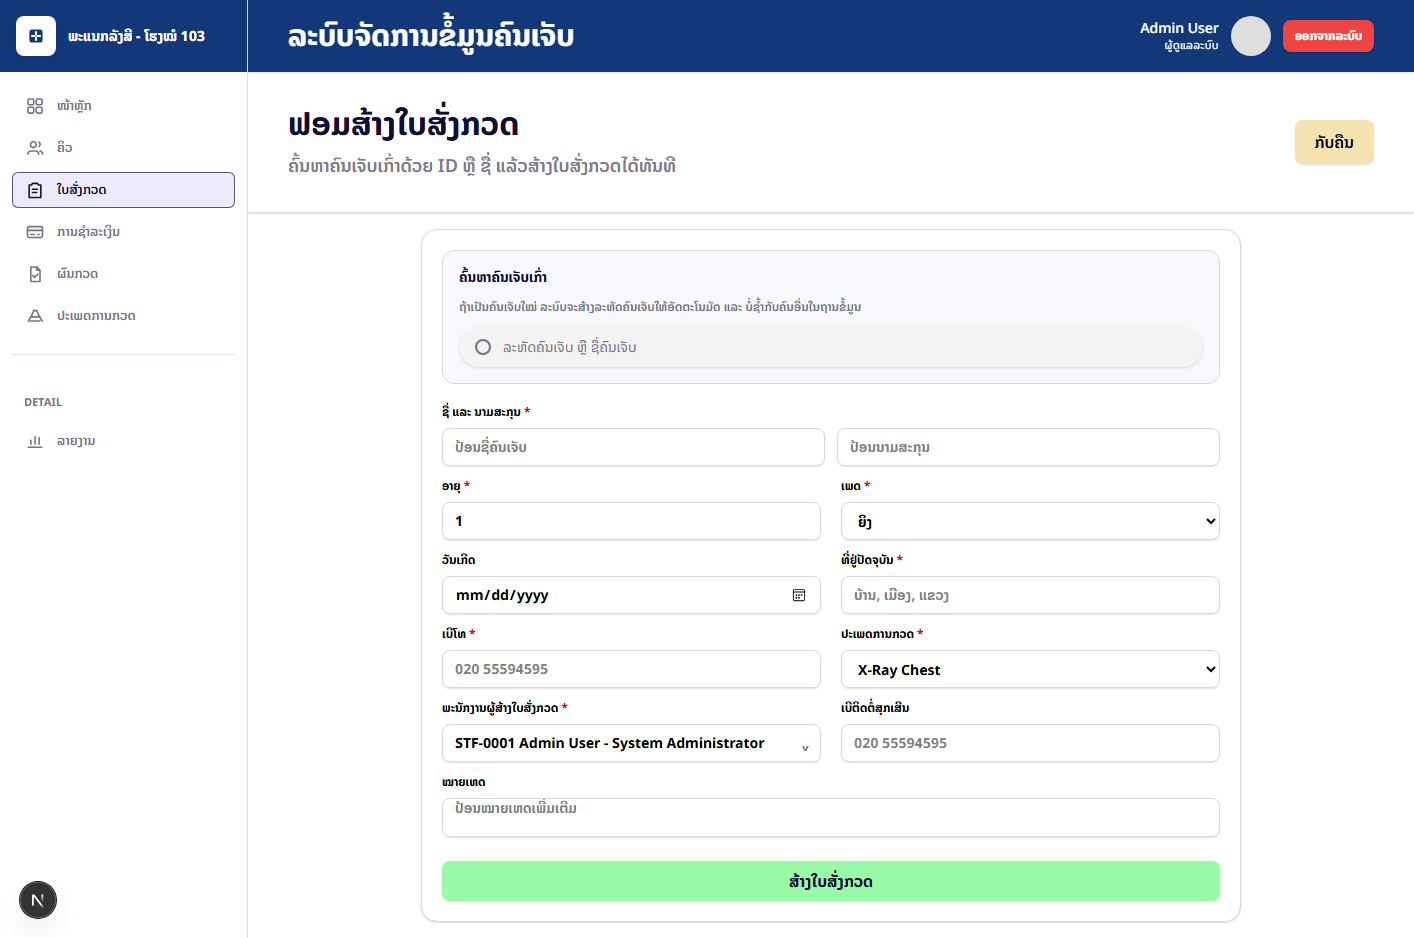 ພະແນກລັງສີ - ໂຮງໝໍ 103
ລະບົບຈັດການຂໍ້ມູນຄົນເຈັບ
Admin User
ຜູ້ດູແລລະບົບ
ອອກຈາກລະບົບ
ໜ້າຫຼັກ
ຄິວ
ໃບສັ່ງກວດ
ການຊຳລະເງິນ
ຜົນກວດ
ປະເພດການກວດ
DETAIL
ລາຍງານ
ຟອມສ້າງໃບສັ່ງກວດ
ຄົ້ນຫາຄົນເຈັບເກົ່າດ້ວຍ ID ຫຼື ຊື່ ແລ້ວສ້າງໃບສັ່ງກວດໄດ້ທັນທີ
ກັບຄືນ
ຄົ້ນຫາຄົນເຈັບເກົ່າ
ຖ້າເປັນຄົນເຈັບໃໝ່ ລະບົບຈະສ້າງລະຫັດຄົນເຈັບໃຫ້ອັດຕະໂນມັດ ແລະ ບໍ່ຊ້ຳກັບຄົນອື່ນໃນຖານຂໍ້ມູນ
ລະຫັດຄົນເຈັບ ຫຼື ຊື່ຄົນເຈັບ
ຊື່ ແລະ ນາມສະກຸນ *
ປ້ອນຊື່ຄົນເຈັບ
ປ້ອນນາມສະກຸນ
ອາຍຸ *
ເພດ *
1
ຍິງ
ວັນເກີດ
ທີ່ຢູ່ປັດຈຸບັນ *
mm/dd/yyyy
ບ້ານ, ເມືອງ, ແຂວງ
ເບີໂທ *
ປະເພດການກວດ *
020 55594595
X-Ray Chest
ພະນັກງານຜູ້ສ້າງໃບສັ່ງກວດ *
ເບີຕິດຕໍ່ສຸກເສີນ
STF-0001 Admin User - System Administrator
020 55594595
ໝາຍເຫດ
ປ້ອນໝາຍເຫດເພີ່ມເຕີມ
ສ້າງໃບສັ່ງກວດ